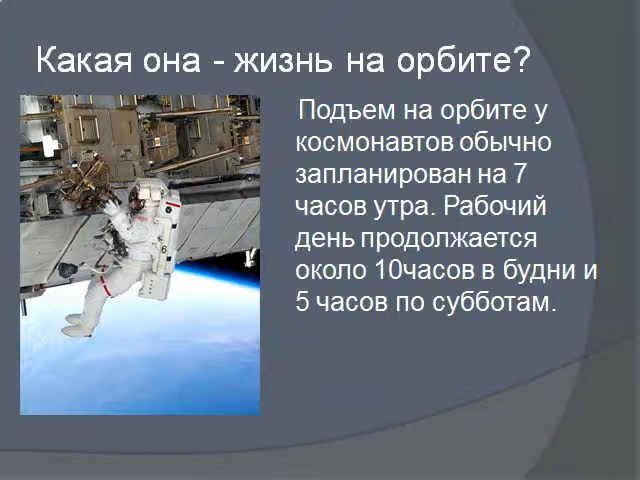 Какая она - жизнь на орбите?
Подъем на орбите у
космонавтов обычно
запланирован на 7
часов утра. Рабочий
день продолжается
около 10часов в будни и
5 часов по субботам.